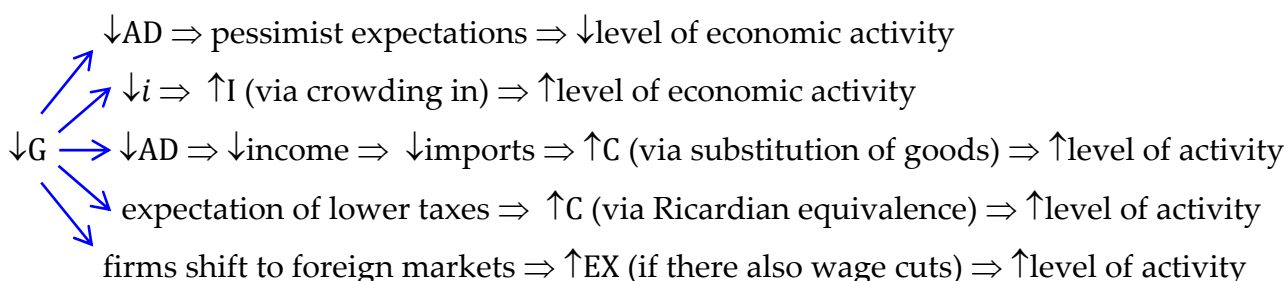 ↓AD ⇒ pessimist expectations ⇒ ↓level of economic activity
↓i ⇒ ↑I (via crowding in) ⇒ ↑level of economic activity
↓G → ↓AD ⇒ ↓income ⇒ ↓imports ⇒ ↑C (via substitution of goods) ⇒ ↑level of activity
expectation of lower taxes ⇒ ↑C (via Ricardian equivalence) ⇒ ↑level of activity
firms shift to foreign markets ⇒ ↑EX (if there also wage cuts) ⇒ ↑level of activity